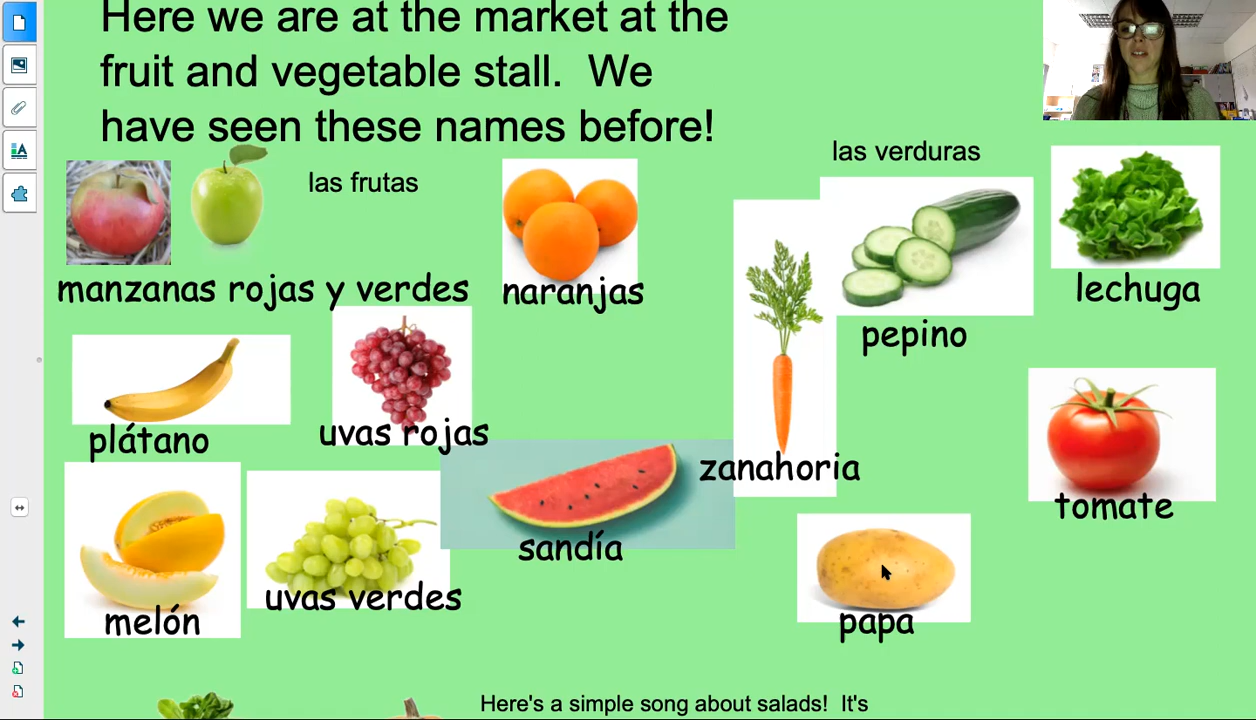 Here we are at the market at the
fruit and vegetable stall.  We
have seen these names before!
las frutas
las verduras
manzanas rojas y verdes
naranjas
lechuga
pepino
plátano
uvas rojas
zanahoria
tomate
sandía
melón
uvas verdes
papa
Here's a simple song about salads!  It's